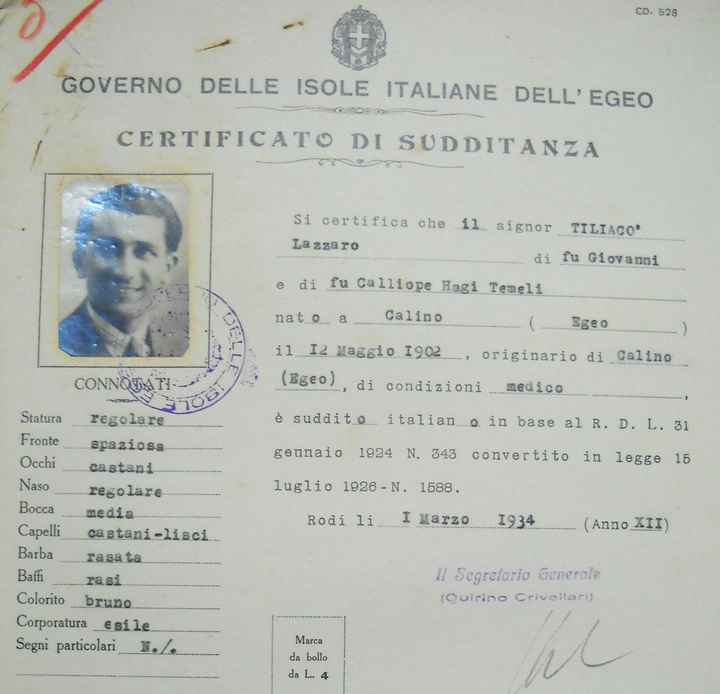 CD. 528
GOVERNO DELLE ISOLE ITALIANE DELL'EGEO
CERTIFICATO DI SUDDITANZA
Si certifica che il signor TILIACO'
Lazzaro di fu Giovanni
e di fu Calliope Hagi Temeli
nato a Calino ( Egeo )
il I2 Maggio I902, originario di Calino
(Egeo), di condizioni medico,
è suddito italiano in base al R. D. L. 31
gennaio 1924 N. 343 convertito in legge 15
luglio 1926 - N. 1588.
Rodi li I Marzo I934 (Anno XII)
Il Segretario Generale
(Quirino Crivellari)
CONNOTATI
Statura regolare
Fronte spaziosa
Occhi castani
Naso regolare
Bocca media
Capelli castani-lisci
Barba rasata
Baffi rasi
Colorito bruno
Corporatura esile
Segni particolari N./.
Marca
da bollo
da L. 4